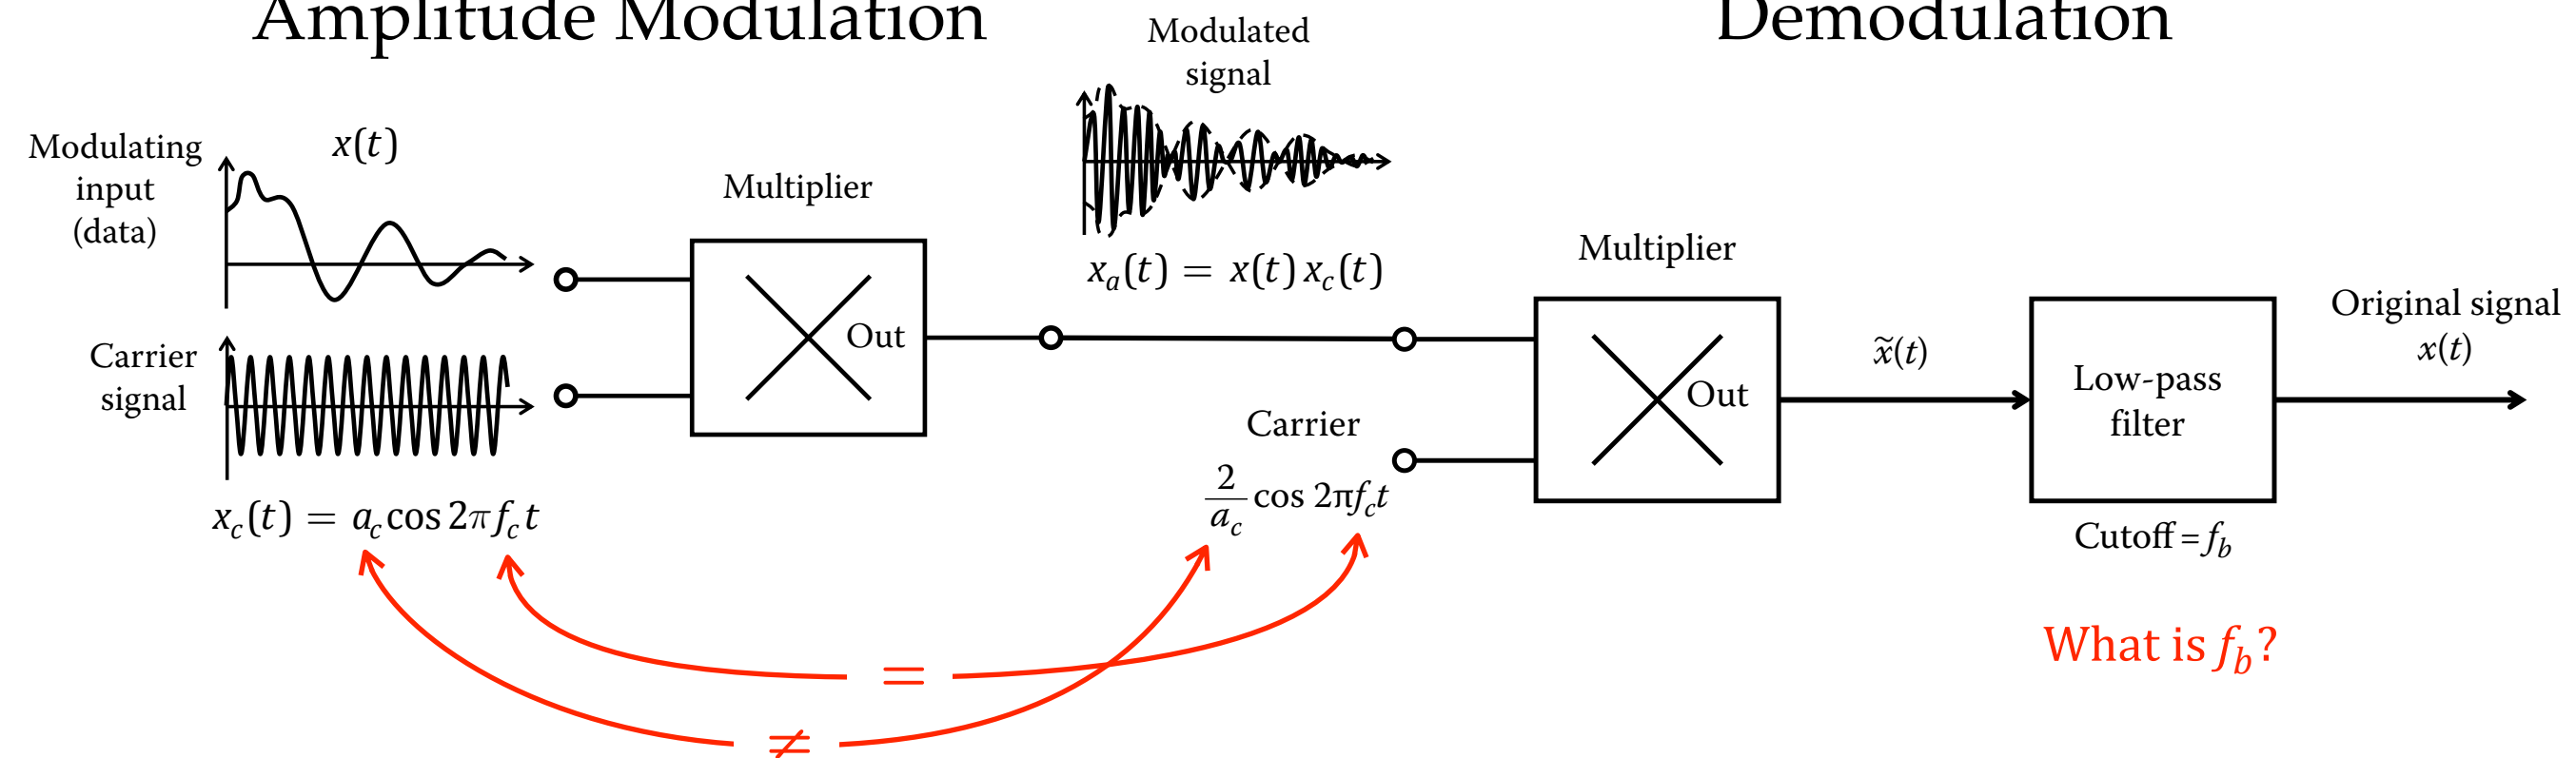 Amplitude Modulation
Demodulation
Modulated
signal
Modulating
input
(data)
x(t)
Multiplier
x_a(t) = x(t) x_c(t)
Multiplier
Out
Carrier
signal
x_c(t) = a_c cos 2πf_c t
Carrier
2/a_c cos 2πf_c t
Out
x̃(t)
Low-pass
filter
Cutoff = f_b
Original signal
x(t)
What is f_b?
=
≠